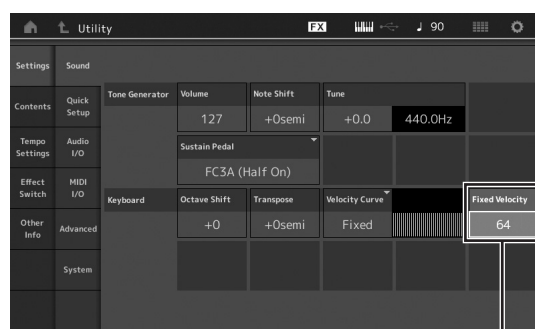 Utility FX ♩ 90
Settings Sound
Tone Generator Volume Note Shift Tune
127 +0semi +0.0 440.0Hz
Contents Quick Setup
Sustain Pedal
FC3A (Half On)
Tempo Settings Audio I/O
Effect Switch MIDI I/O
Keyboard Octave Shift Transpose Velocity Curve Fixed Velocity
+0 +0semi Fixed 64
Other Info Advanced
System